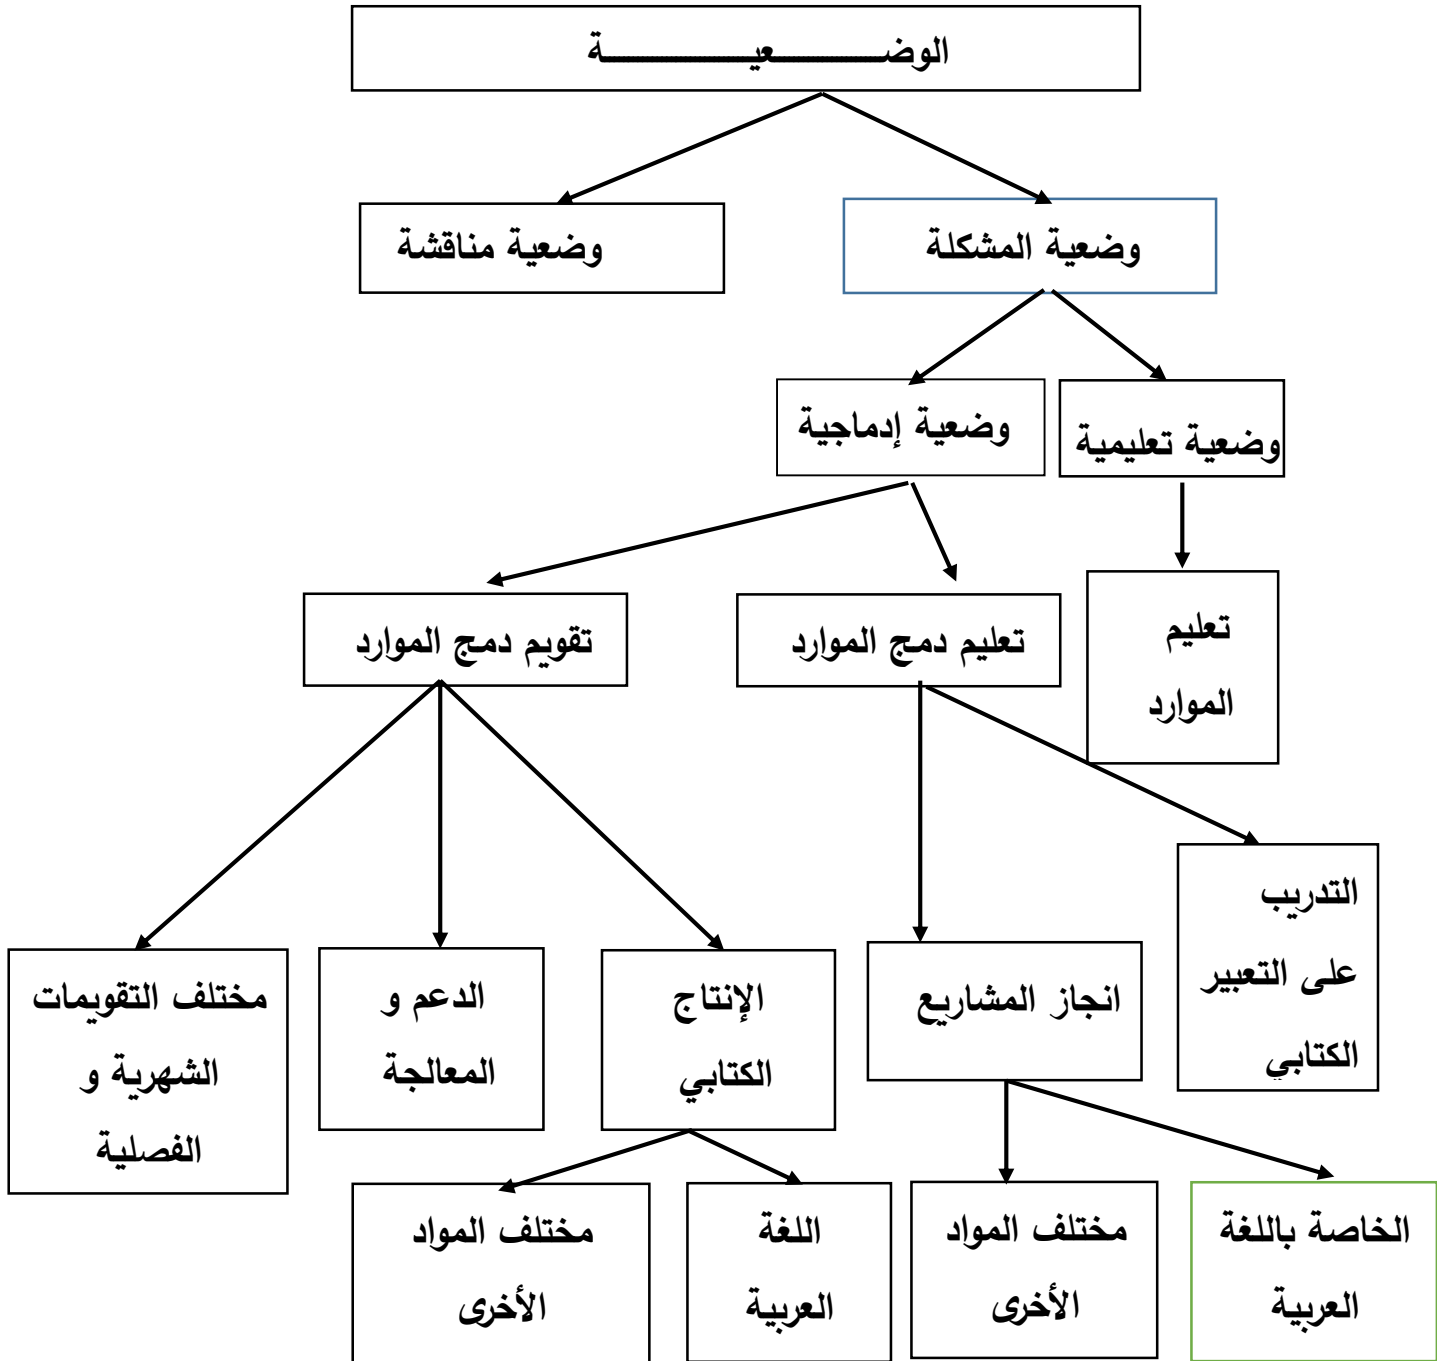 الوضعية
وضعية المشكلة
وضعية مناقشة
وضعية تعليمية
وضعية إدماجية
تعليم
الموارد
تعليم دمج الموارد
تقويم دمج الموارد
التدريب
على التعبير
الكتابي
انجاز المشاريع
الإنتاج
الكتابي
الدعم و
المعالجة
مختلف التقويمات
الشهرية و
الفصلية
الخاصة باللغة
العربية
مختلف المواد
الأخرى
اللغة
العربية
مختلف المواد
الأخرى